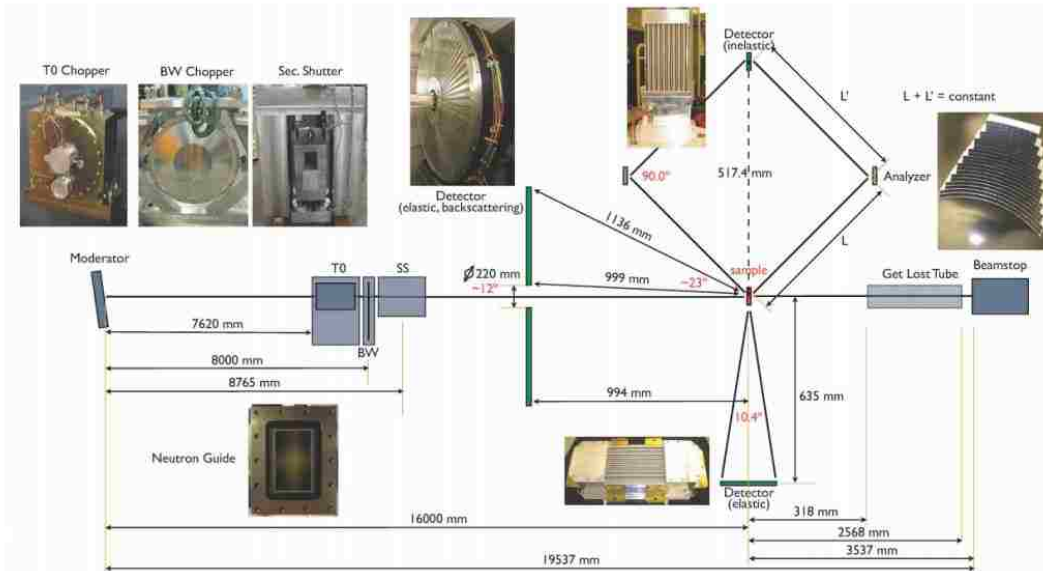 T0 Chopper
BW Chopper
Sec. Shutter
Detector
(inelastic)
L'
L + L' = constant
90.0°
517.4 mm
Analyzer
Detector
(elastic, backscattering)
1136 mm
L
Moderator
T0
SS
Ø220 mm
~12°
999 mm
~23°
sample
Get Lost Tube
Beamstop
7620 mm
BW
8000 mm
8765 mm
994 mm
635 mm
10.4°
Neutron Guide
Detector
(elastic)
16000 mm
318 mm
2568 mm
3537 mm
19537 mm